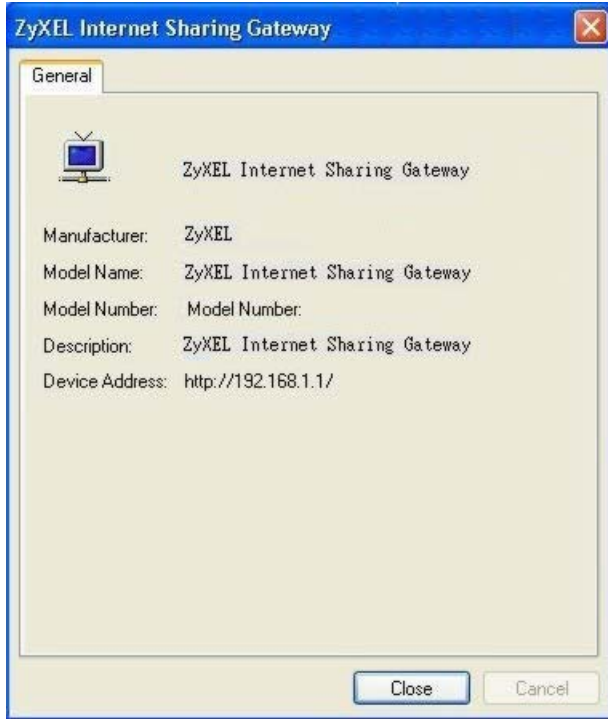 ZyXEL Internet Sharing Gateway
General
ZyXEL Internet Sharing Gateway
Manufacturer: ZyXEL
Model Name: ZyXEL Internet Sharing Gateway
Model Number: Model Number:
Description: ZyXEL Internet Sharing Gateway
Device Address: http://192.168.1.1/
Close Cancel